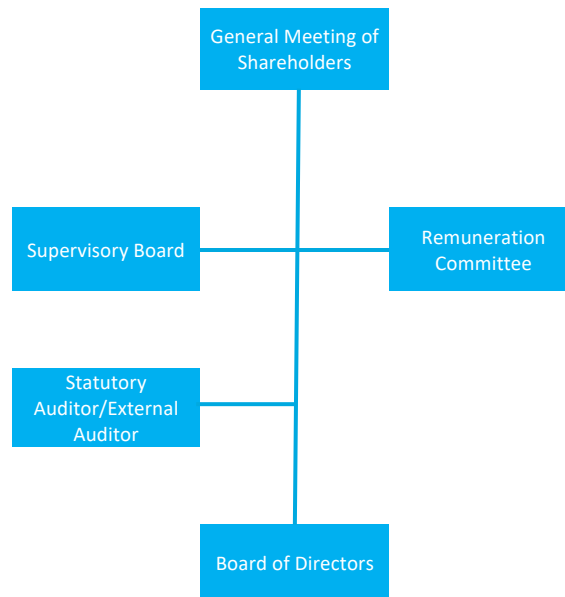 General Meeting of
Shareholders
Supervisory Board
Remuneration
Committee
Statutory
Auditor/External
Auditor
Board of Directors